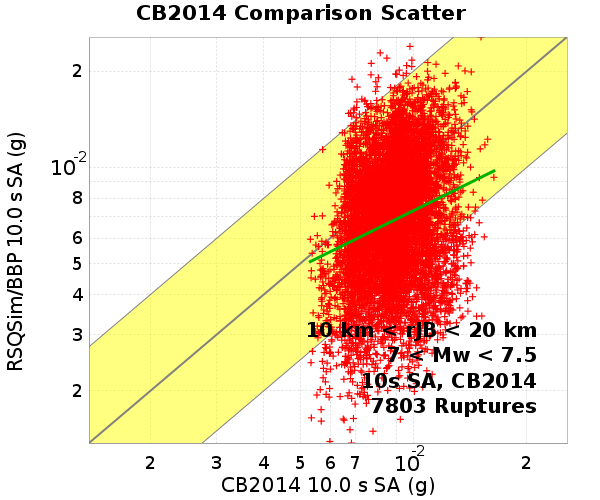 CB2014 Comparison Scatter
RSQSim/BBP 10.0 s SA (g)
2
10-2
8
6
5
4
3
2
10 km < rJB < 20 km
7 < Mw < 7.5
10s SA, CB2014
7803 Ruptures
2 3 4 5 6 7 10-2 2
CB2014 10.0 s SA (g)